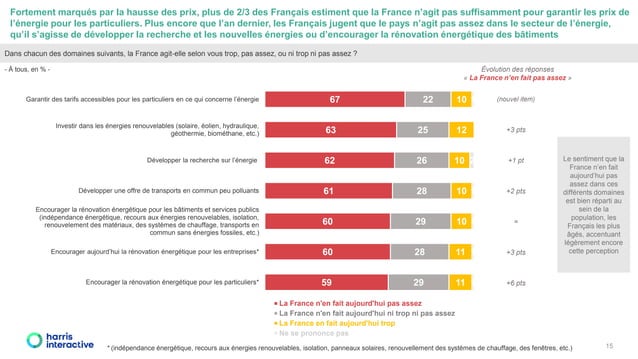 Fortement marqués par la hausse des prix, plus de 2/3 des Français estiment que la France n'agit pas suffisamment pour garantir les prix de
l'énergie pour les particuliers. Plus encore que l'an dernier, les Français jugent que le pays n'agit pas assez dans le secteur de l'énergie,
qu'il s'agisse de développer la recherche et les nouvelles énergies ou d'encourager la rénovation énergétique des bâtiments
Dans chacun des domaines suivants, la France agit-elle selon vous trop, pas assez, ou ni trop ni pas assez ?
- À tous, en % -
Évolution des réponses
« La France n'en fait pas assez »
Garantir des tarifs accessibles pour les particuliers en ce qui concerne l'énergie
67 22 10
(nouvel item)
Investir dans les énergies renouvelables (solaire, éolien, hydraulique,
géothermie, biométhane, etc.)
63 25 12
+3 pts
Développer la recherche sur l'énergie
62 26 10
+1 pt
Développer une offre de transports en commun peu polluants
61 28 10
+2 pts
Encourager la rénovation énergétique pour les bâtiments et services publics
(indépendance énergétique, recours aux énergies renouvelables, isolation,
renouvellement des matériaux, des systèmes de chauffage, transports en
commun sans énergies fossiles, etc.)
60 29 10
=
Encourager aujourd'hui la rénovation énergétique pour les entreprises*
60 28 11
+3 pts
Encourager la rénovation énergétique pour les particuliers*
59 29 11
+6 pts
Le sentiment que la
France n'en fait
aujourd'hui pas
assez dans ces
différents domaines
est bien réparti au
sein de la
population, les
Français les plus
âgés, accentuant
légèrement encore
cette perception
La France n'en fait aujourd'hui pas assez
La France n'en fait aujourd'hui ni trop ni pas assez
La France en fait aujourd'hui trop
Ne se prononce pas
harris
interactive
* (indépendance énergétique, recours aux énergies renouvelables, isolation, panneaux solaires, renouvellement des systèmes de chauffage, des fenêtres, etc.)
15